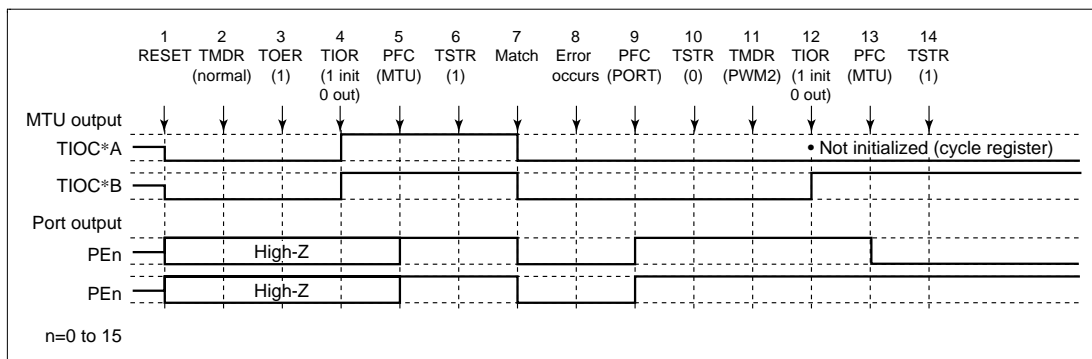 1 2 3 4 5 6 7 8 9 10 11 12 13 14
RESET TMDR TOER TIOR PFC TSTR Match Error PFC TSTR TMDR TIOR PFC TSTR
(normal) (1) (1 init (MTU) (1) occurs (PORT) (0) (PWM2) (1 init (MTU) (1)
0 out) 0 out)
MTU output
TIOC*A • Not initialized (cycle register)
TIOC*B
Port output
PEn High-Z
PEn High-Z
n=0 to 15